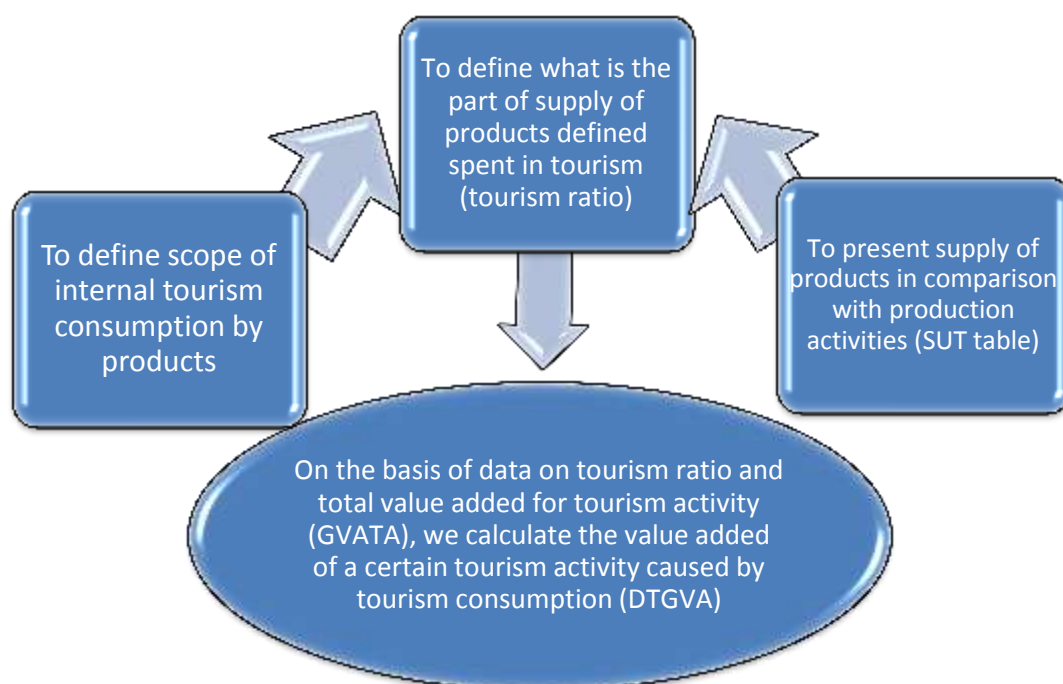 To define what is the
part of supply of
products defined
spent in tourism
(tourism ratio)
To define scope of
internal tourism
consumption by
products
To present supply of
products in comparison
with production
activities (SUT table)
On the basis of data on tourism ratio and
total value added for tourism activity
(GVATA), we calculate the value added
of a certain tourism activity caused by
tourism consumption (DTGVA)